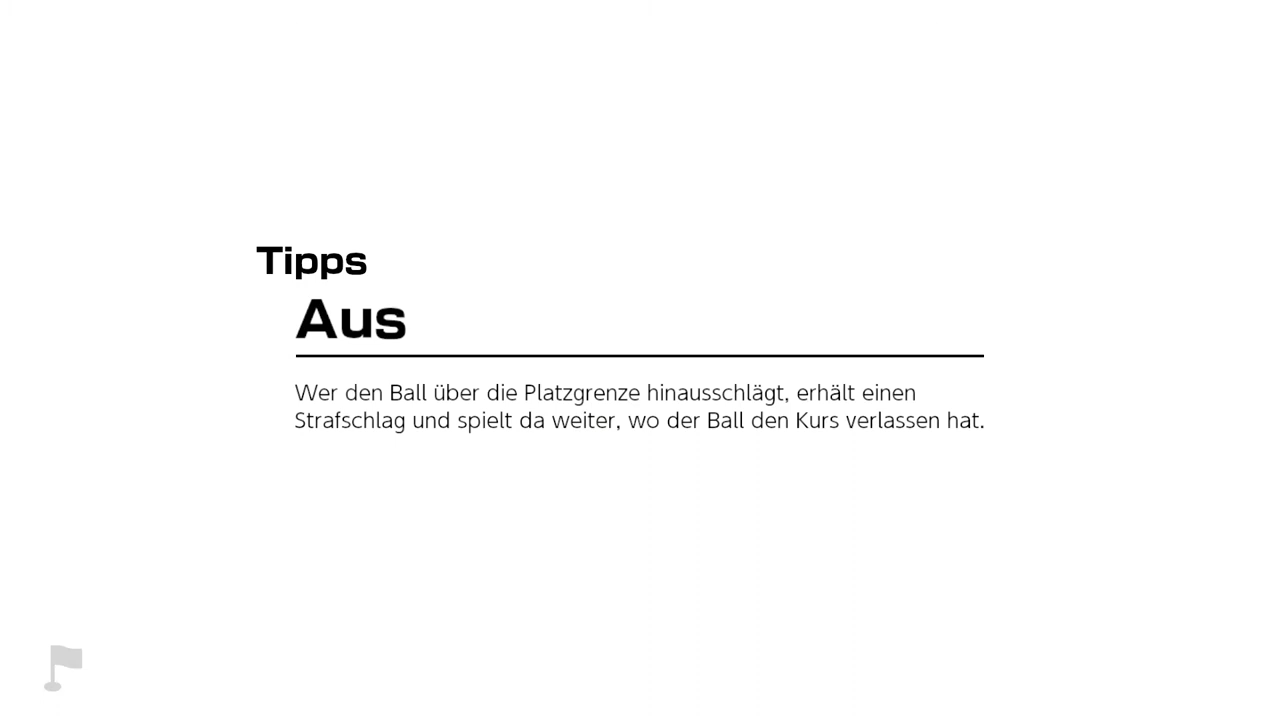 Tipps
Aus
Wer den Ball über die Platzgrenze hinausschlägt, erhält einen
Strafschlag und spielt da weiter, wo der Ball den Kurs verlassen hat.